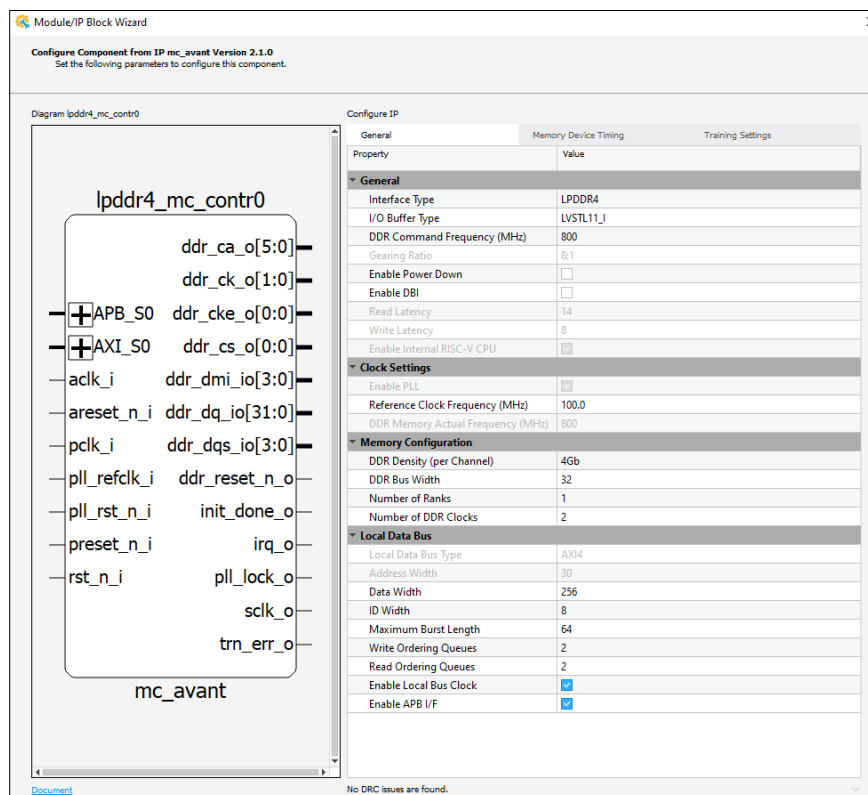 Module/IP Block Wizard
Configure Component from IP mc_avant Version 2.1.0
Set the following parameters to configure this component.
Diagram lpddr4_mc_contr0
lpddr4_mc_contr0
ddr_ca_o[5:0]
ddr_ck_o[1:0]
APB_S0 ddr_cke_o[0:0]
AXI_S0 ddr_cs_o[0:0]
aclk_i ddr_dmi_io[3:0]
areset_n_i ddr_dq_io[31:0]
pclk_i ddr_dqs_io[3:0]
pll_refclk_i ddr_reset_n_o
pll_rst_n_i init_done_o
preset_n_i irq_o
rst_n_i pll_lock_o
sclk_o
trn_err_o
mc_avant
Document
Configure IP
General Memory Device Timing Training Settings
Property Value
General
Interface Type LPDDR4
I/O Buffer Type LVSTL11_I
DDR Command Frequency (MHz) 800
Gearing Ratio 8:1
Enable Power Down
Enable DBI
Read Latency 14
Write Latency 8
Enable Internal RISC-V CPU
Clock Settings
Enable PLL
Reference Clock Frequency (MHz) 100.0
DDR Memory Actual Frequency (MHz) 800
Memory Configuration
DDR Density (per Channel) 4Gb
DDR Bus Width 32
Number of Ranks 1
Number of DDR Clocks 2
Local Data Bus
Local Data Bus Type AXI4
Address Width 30
Data Width 256
ID Width 8
Maximum Burst Length 64
Write Ordering Queues 2
Read Ordering Queues 2
Enable Local Bus Clock
Enable APB I/F
No DRC issues are found.